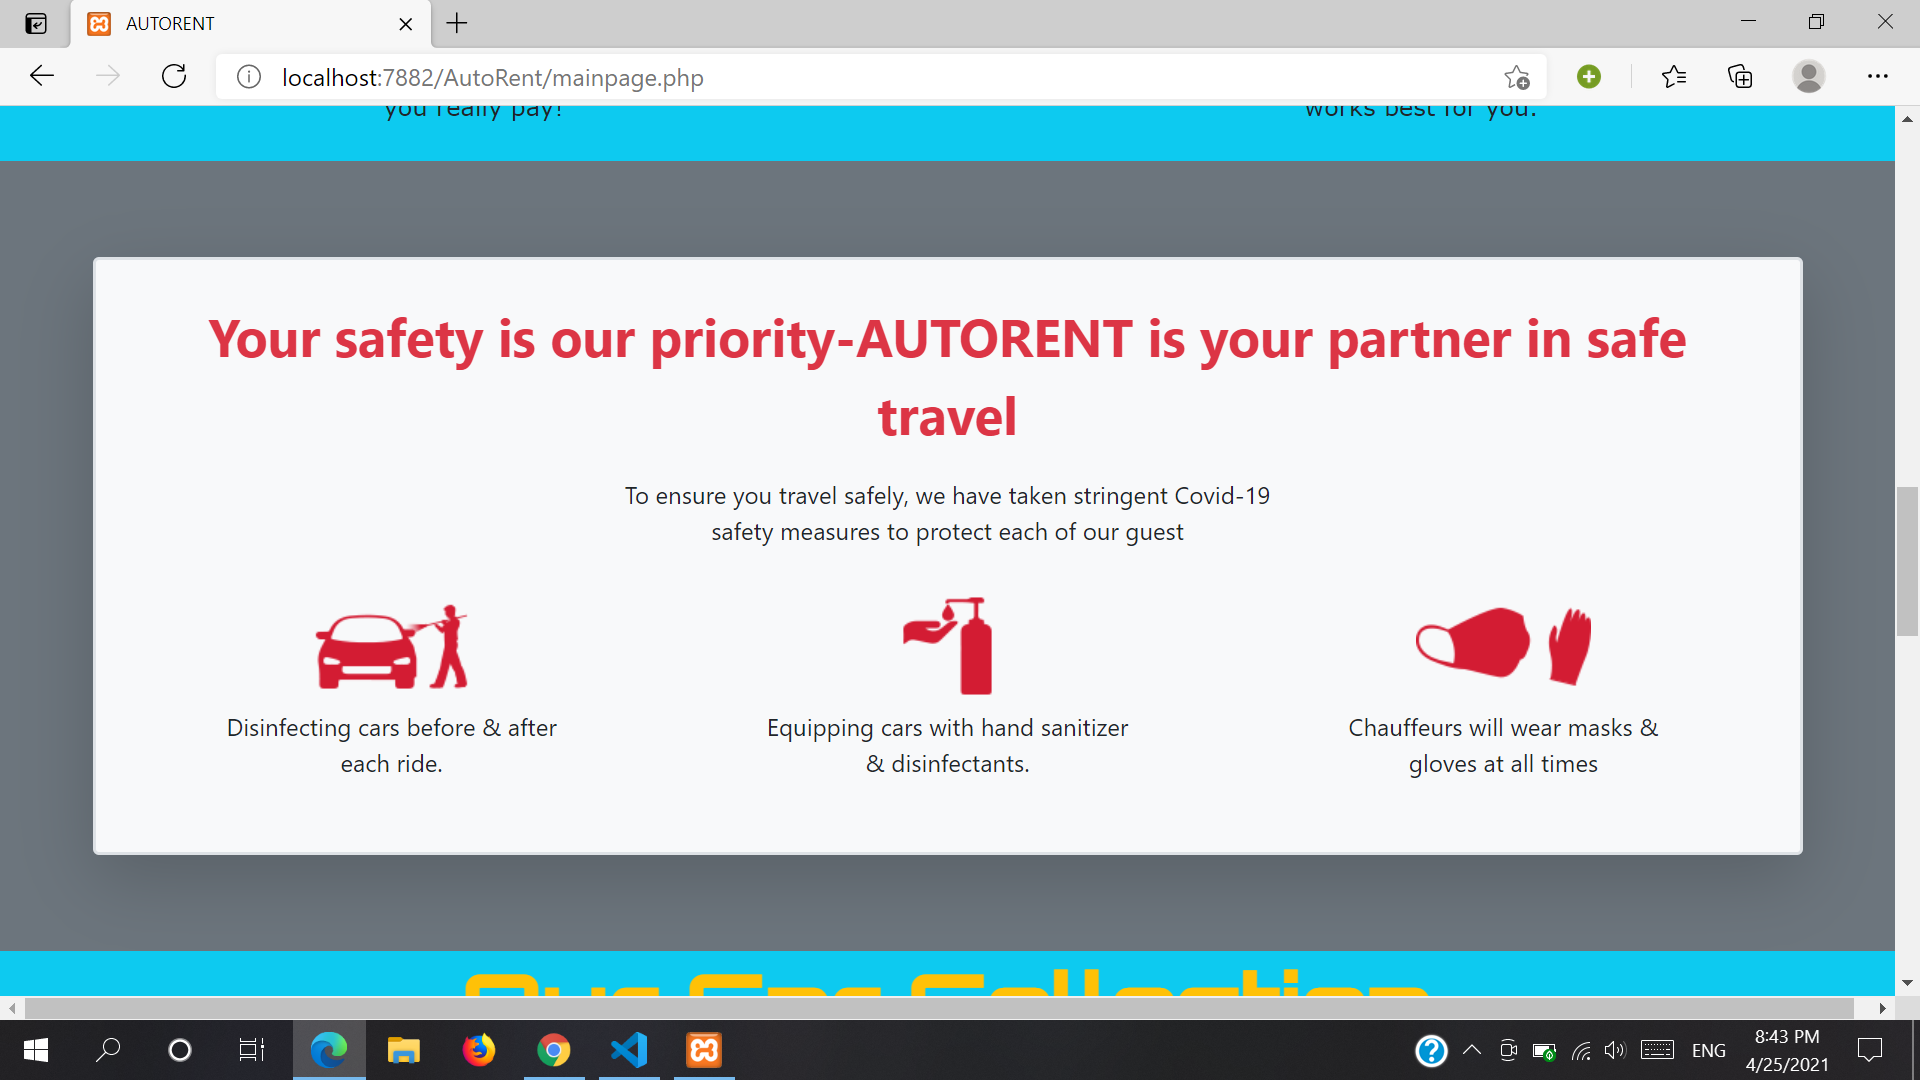 AUTORENT
localhost:7882/AutoRent/mainpage.php
you really pay!
works best for you.
Your safety is our priority-AUTORENT is your partner in safe
travel
To ensure you travel safely, we have taken stringent Covid-19
safety measures to protect each of our guest
Disinfecting cars before & after
each ride.
Equipping cars with hand sanitizer
& disinfectants.
Chauffeurs will wear masks &
gloves at all times
Our Car Collection
ENG
8:43 PM
4/25/2021